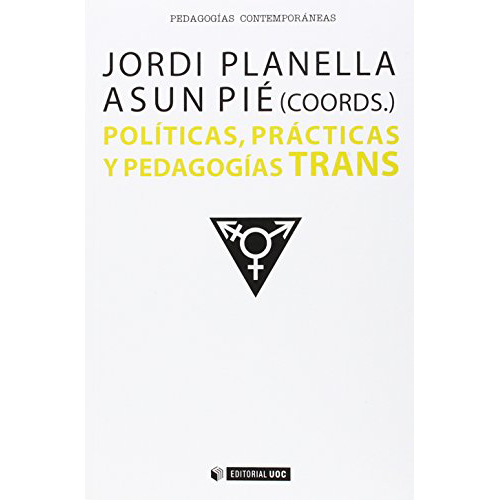 PEDAGOGÍAS CONTEMPORÁNEAS
JORDI PLANELLA
ASUN PIÉ (COORDS.)
POLÍTICAS, PRÁCTICAS
Y PEDAGOGÍAS TRANS
EDITORIAL UOC